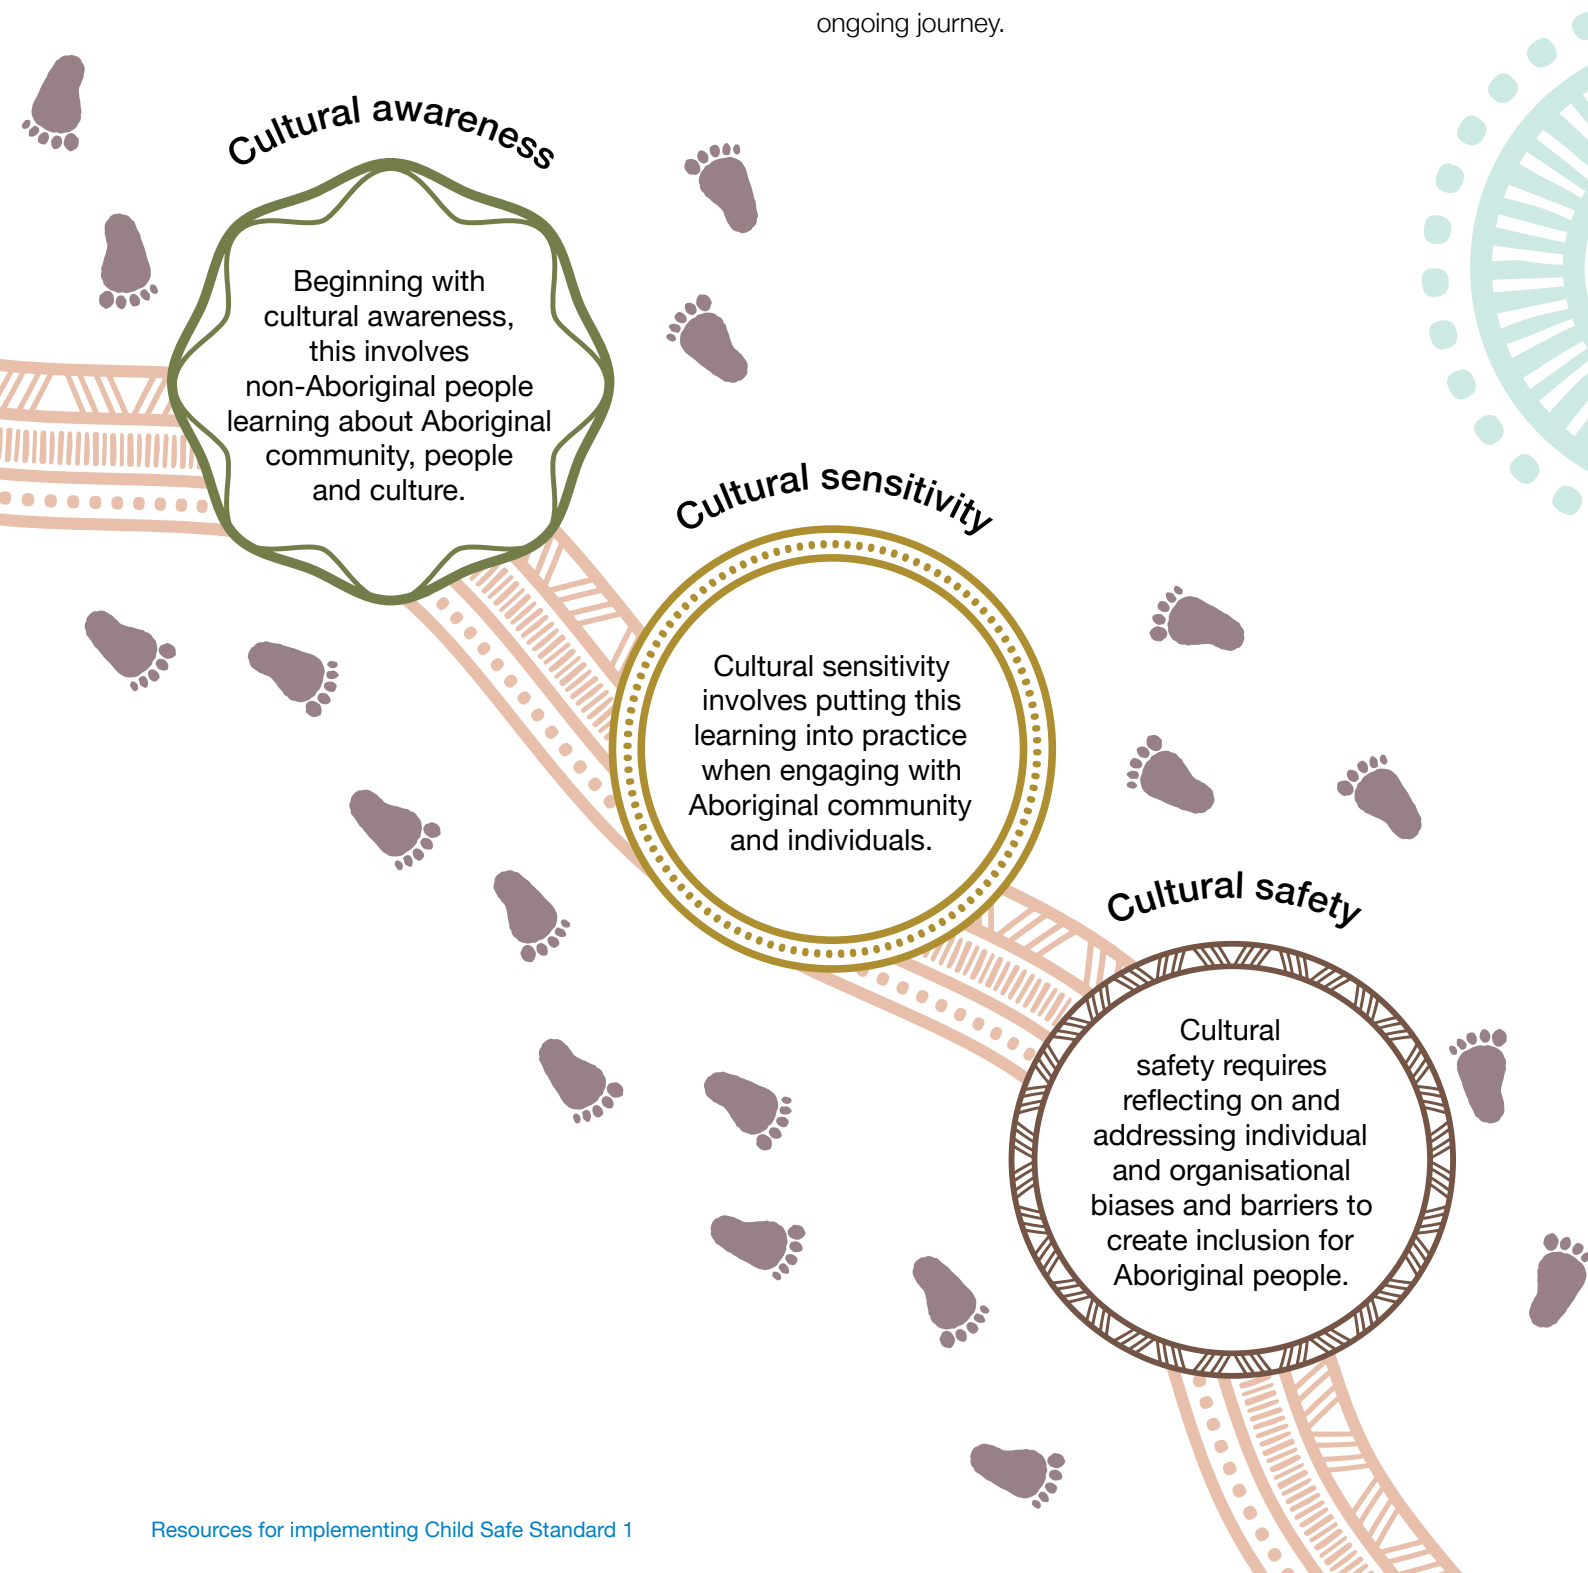 ongoing journey.
Cultural awareness
Beginning with
cultural awareness,
this involves
non-Aboriginal people
learning about Aboriginal
community, people
and culture.
Cultural sensitivity
Cultural sensitivity
involves putting this
learning into practice
when engaging with
Aboriginal community
and individuals.
Cultural safety
Cultural
safety requires
reflecting on and
addressing individual
and organisational
biases and barriers to
create inclusion for
Aboriginal people.
Resources for implementing Child Safe Standard 1